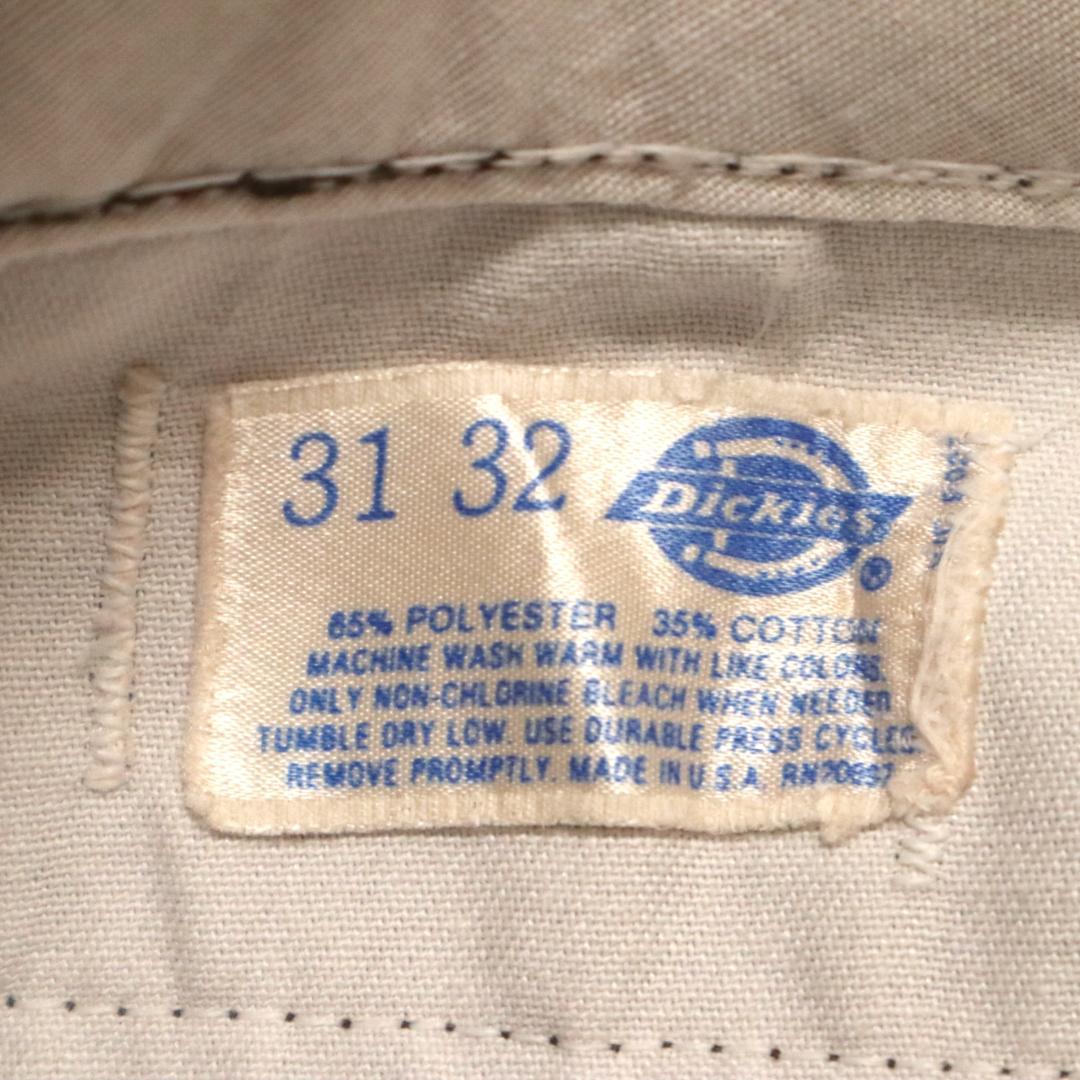 31 32
Dickies ®
65% POLYESTER 35% COTTON
MACHINE WASH WARM WITH LIKE COLORS.
ONLY NON-CHLORINE BLEACH WHEN NEEDED
TUMBLE DRY LOW. USE DURABLE PRESS CYCLES
REMOVE PROMPTLY. MADE IN U.S.A.